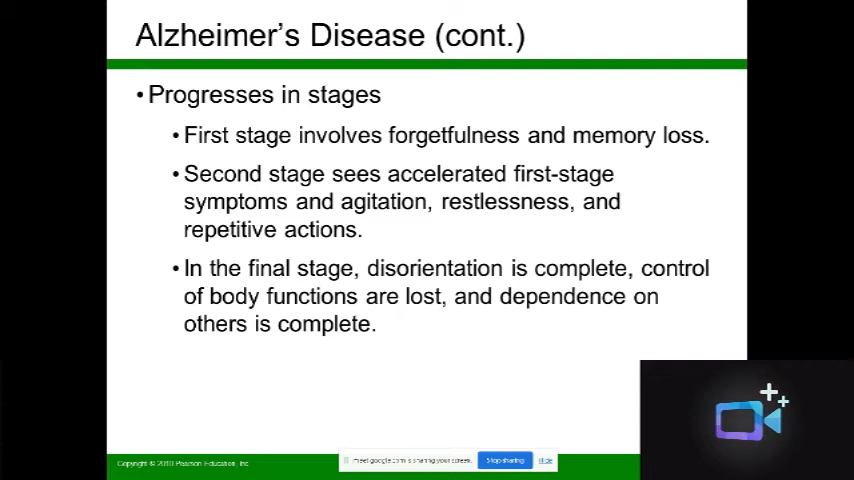 Alzheimer's Disease (cont.)
• Progresses in stages
• First stage involves forgetfulness and memory loss.
• Second stage sees accelerated first-stage
symptoms and agitation, restlessness, and
repetitive actions.
• In the final stage, disorientation is complete, control
of body functions are lost, and dependence on
others is complete.
Copyright © 2010 Pearson Education, Inc
meet.google.com is sharing your screen. Stop sharing Hide